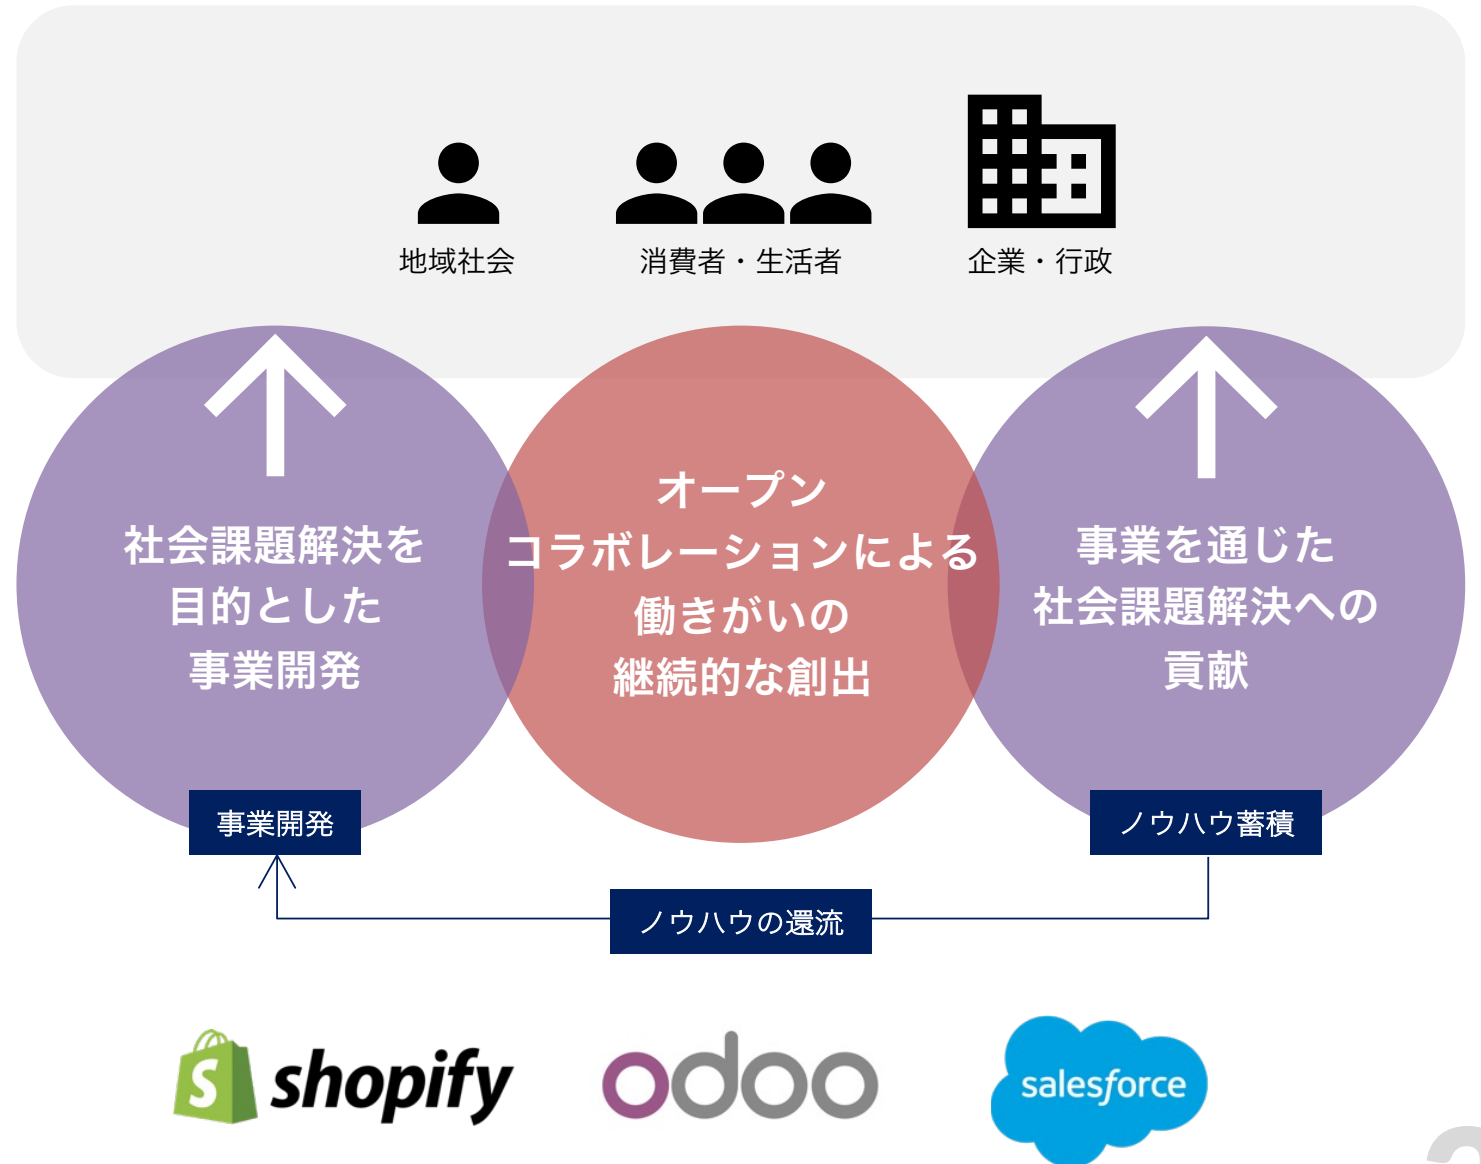 地域社会
消費者・生活者
企業・行政
社会課題解決を
目的とした
事業開発
オープン
コラボレーションによる
働きがいの
継続的な創出
事業を通じた
社会課題解決への
貢献
事業開発
ノウハウ蓄積
ノウハウの還流
shopify
odoo
salesforce